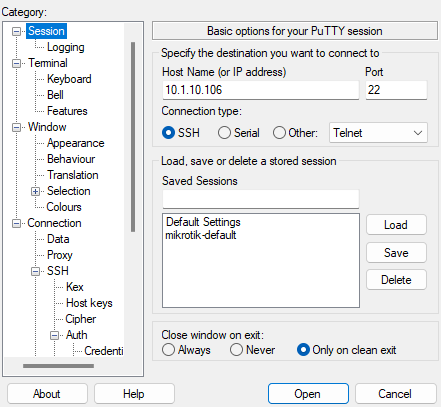 Category:
Session
Logging
Terminal
Keyboard
Bell
Features
Window
Appearance
Behaviour
Translation
Selection
Colours
Connection
Data
Proxy
SSH
Kex
Host keys
Cipher
Auth
Credenti
Basic options for your PuTTY session
Specify the destination you want to connect to
Host Name (or IP address) Port
10.1.10.106 22
Connection type:
SSH Serial Other: Telnet
Load, save or delete a stored session
Saved Sessions
Default Settings
mikrotik-default
Load
Save
Delete
Close window on exit:
Always Never Only on clean exit
About Help Open Cancel